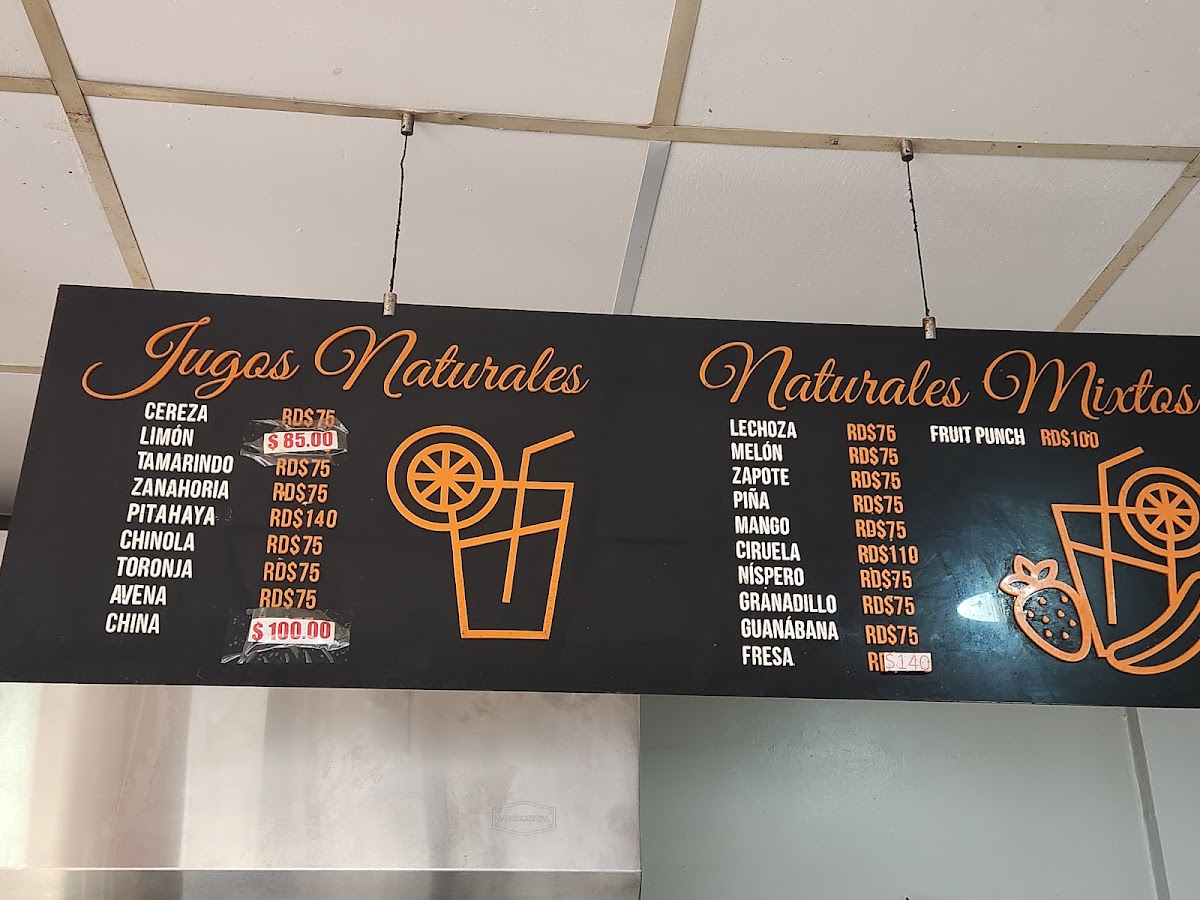 Jugos Naturales
CEREZA RD$75
LIMÓN $ 85.00
TAMARINDO RD$75
ZANAHORIA RD$75
PITAHAYA RD$140
CHINOLA RD$75
TORONJA RD$75
AVENA RD$75
CHINA $ 100.00
Naturales Mixtos
LECHOZA RD$75
MELÓN RD$75
ZAPOTE RD$75
PIÑA RD$75
MANGO RD$75
CIRUELA RD$110
NÍSPERO RD$75
GRANADILLO RD$75
GUANÁBANA RD$75
FRESA R $140
FRUIT PUNCH RD$100